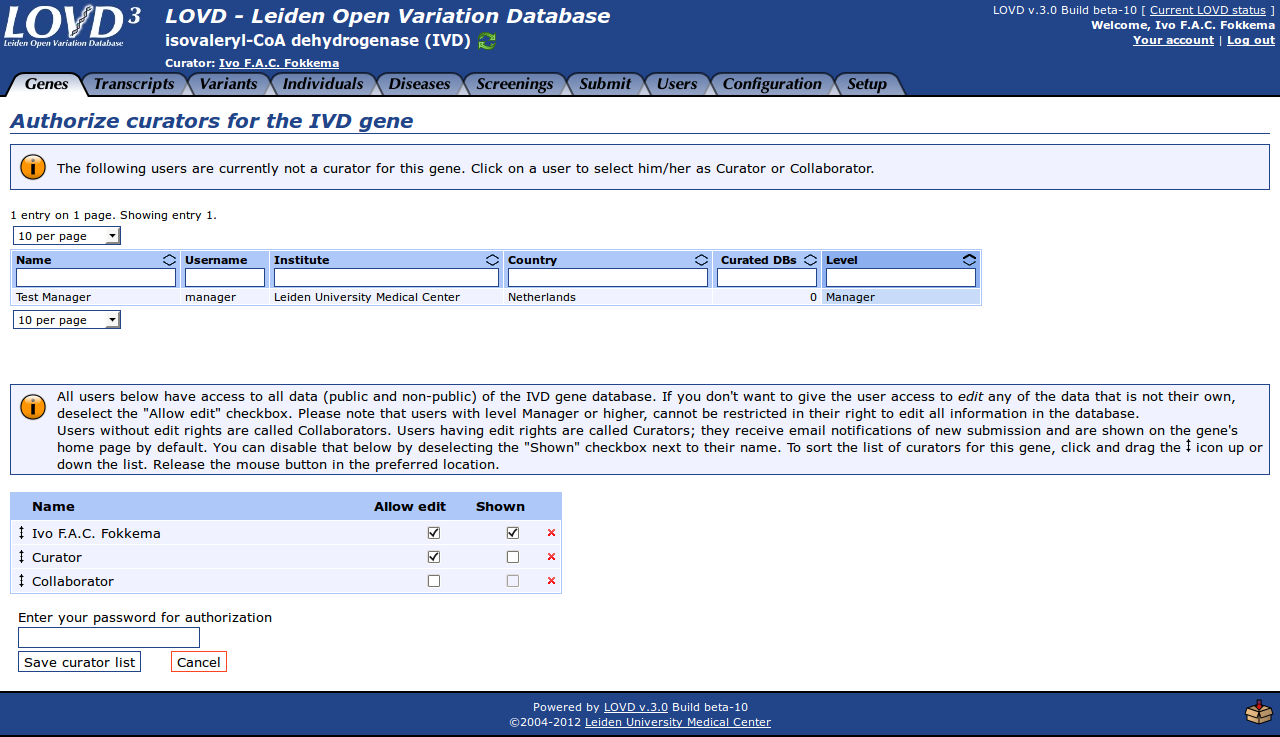 LOVD 3
Leiden Open Variation Database
LOVD - Leiden Open Variation Database
isovaleryl-CoA dehydrogenase (IVD)
Curator: Ivo F.A.C. Fokkema
LOVD v.3.0 Build beta-10 [ Current LOVD status ]
Welcome, Ivo F.A.C. Fokkema
Your account | Log out
Genes Transcripts Variants Individuals Diseases Screenings Submit Users Configuration Setup
Authorize curators for the IVD gene
The following users are currently not a curator for this gene. Click on a user to select him/her as Curator or Collaborator.
1 entry on 1 page. Showing entry 1.
10 per page
Name Username Institute Country Curated DBs Level
Test Manager manager Leiden University Medical Center Netherlands 0 Manager
10 per page
All users below have access to all data (public and non-public) of the IVD gene database. If you don't want to give the user access to edit any of the data that is not their own,
deselect the "Allow edit" checkbox. Please note that users with level Manager or higher, cannot be restricted in their right to edit all information in the database.
Users without edit rights are called Collaborators. Users having edit rights are called Curators; they receive email notifications of new submission and are shown on the gene's
home page by default. You can disable that below by deselecting the "Shown" checkbox next to their name. To sort the list of curators for this gene, click and drag the ↕ icon up or
down the list. Release the mouse button in the preferred location.
Name Allow edit Shown
Ivo F.A.C. Fokkema
Curator
Collaborator
Enter your password for authorization
Save curator list Cancel
Powered by LOVD v.3.0 Build beta-10
©2004-2012 Leiden University Medical Center